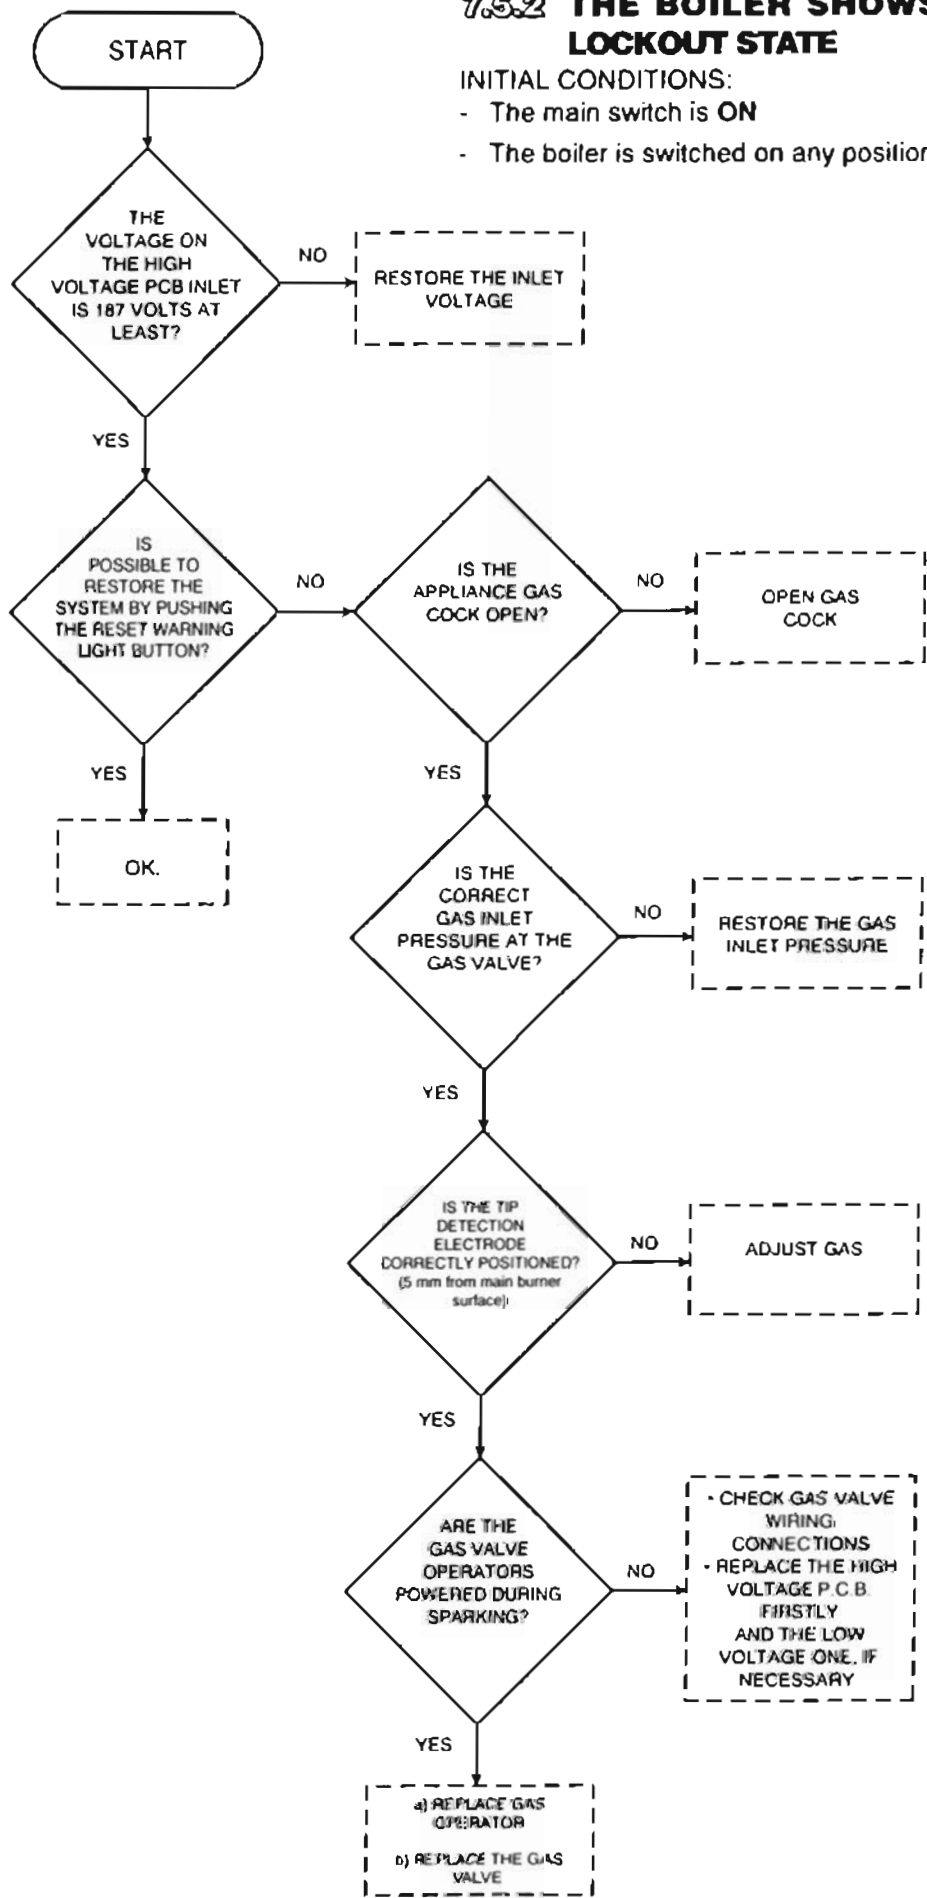 7.5.2 THE BOILER SHOWS
LOCKOUT STATE
INITIAL CONDITIONS:
- The main switch is ON
- The boiler is switched on any position
START
THE
VOLTAGE ON
THE HIGH
VOLTAGE PCB INLET
IS 187 VOLTS AT
LEAST?
NO
RESTORE THE INLET
VOLTAGE
YES
IS
POSSIBLE TO
RESTORE THE
SYSTEM BY PUSHING
THE RESET WARNING
LIGHT BUTTON?
NO
IS THE
APPLIANCE GAS
COCK OPEN?
NO
OPEN GAS
COCK
YES
OK.
YES
IS THE
CORRECT
GAS INLET
PRESSURE AT THE
GAS VALVE?
NO
RESTORE THE GAS
INLET PRESSURE
YES
IS THE TIP
DETECTION
ELECTRODE
CORRECTLY POSITIONED?
(5 mm from main burner
surface)
NO
ADJUST GAS
YES
ARE THE
GAS VALVE
OPERATORS
POWERED DURING
SPARKING?
NO
- CHECK GAS VALVE
WIRING
CONNECTIONS
- REPLACE THE HIGH
VOLTAGE P.C.B.
FIRSTLY
AND THE LOW
VOLTAGE ONE, IF
NECESSARY
YES
a) REPLACE GAS
OPERATOR
b) REPLACE THE GAS
VALVE